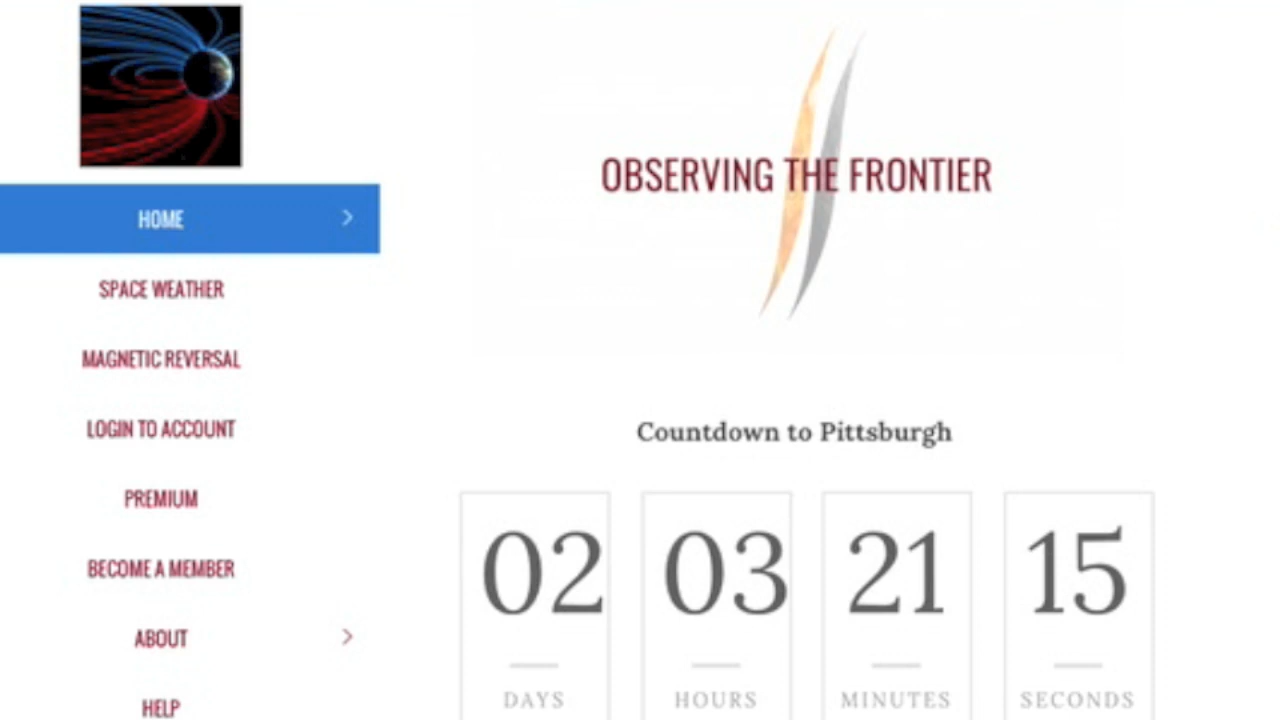 HOME
SPACE WEATHER
MAGNETIC REVERSAL
LOGIN TO ACCOUNT
PREMIUM
BECOME A MEMBER
ABOUT
HELP
OBSERVING THE FRONTIER
Countdown to Pittsburgh
02 03 21 15
DAYS HOURS MINUTES SECONDS